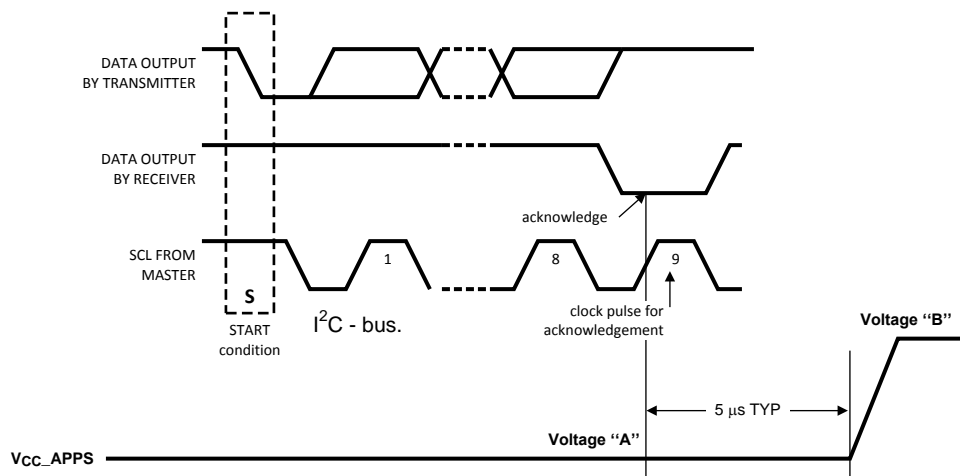 DATA OUTPUT
BY TRANSMITTER
DATA OUTPUT
BY RECEIVER
acknowledge
SCL FROM
MASTER
1
8
9
S
START
condition
I²C - bus.
clock pulse for
acknowledgement
Voltage “B”
5 μs TYP
Voltage “A”
VCC_APPS